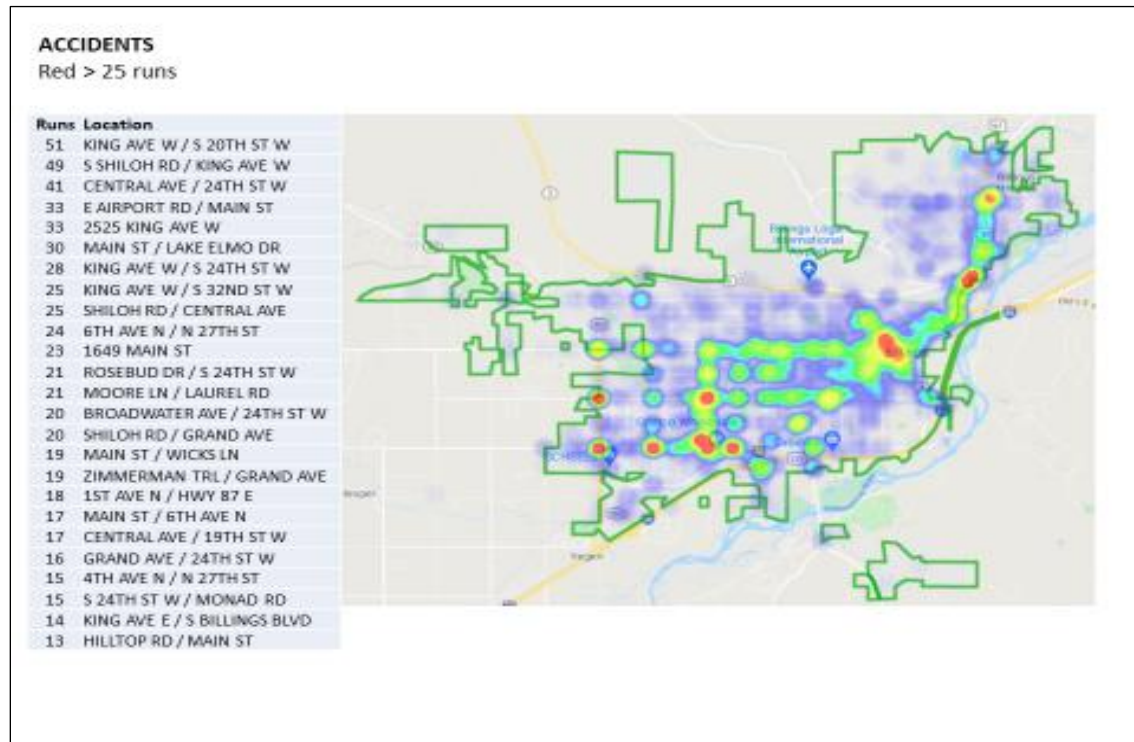 ACCIDENTS
Red > 25 runs
Runs Location
51 KING AVE W / S 20TH ST W
49 S SHILOH RD / KING AVE W
41 CENTRAL AVE / 24TH ST W
33 E AIRPORT RD / MAIN ST
33 2525 KING AVE W
30 MAIN ST / LAKE ELMO DR
28 KING AVE W / S 24TH ST W
25 KING AVE W / S 32ND ST W
25 SHILOH RD / CENTRAL AVE
24 6TH AVE N / N 27TH ST
23 1649 MAIN ST
21 ROSEBUD DR / S 24TH ST W
21 MOORE LN / LAUREL RD
20 BROADWATER AVE / 24TH ST W
20 SHILOH RD / GRAND AVE
19 MAIN ST / WICKS LN
19 ZIMMERMAN TRL / GRAND AVE
18 1ST AVE N / HWY 87 E
17 MAIN ST / 6TH AVE N
17 CENTRAL AVE / 19TH ST W
16 GRAND AVE / 24TH ST W
15 4TH AVE N / N 27TH ST
15 S 24TH ST W / MONAD RD
14 KING AVE E / S BILLINGS BLVD
13 HILLTOP RD / MAIN ST
International